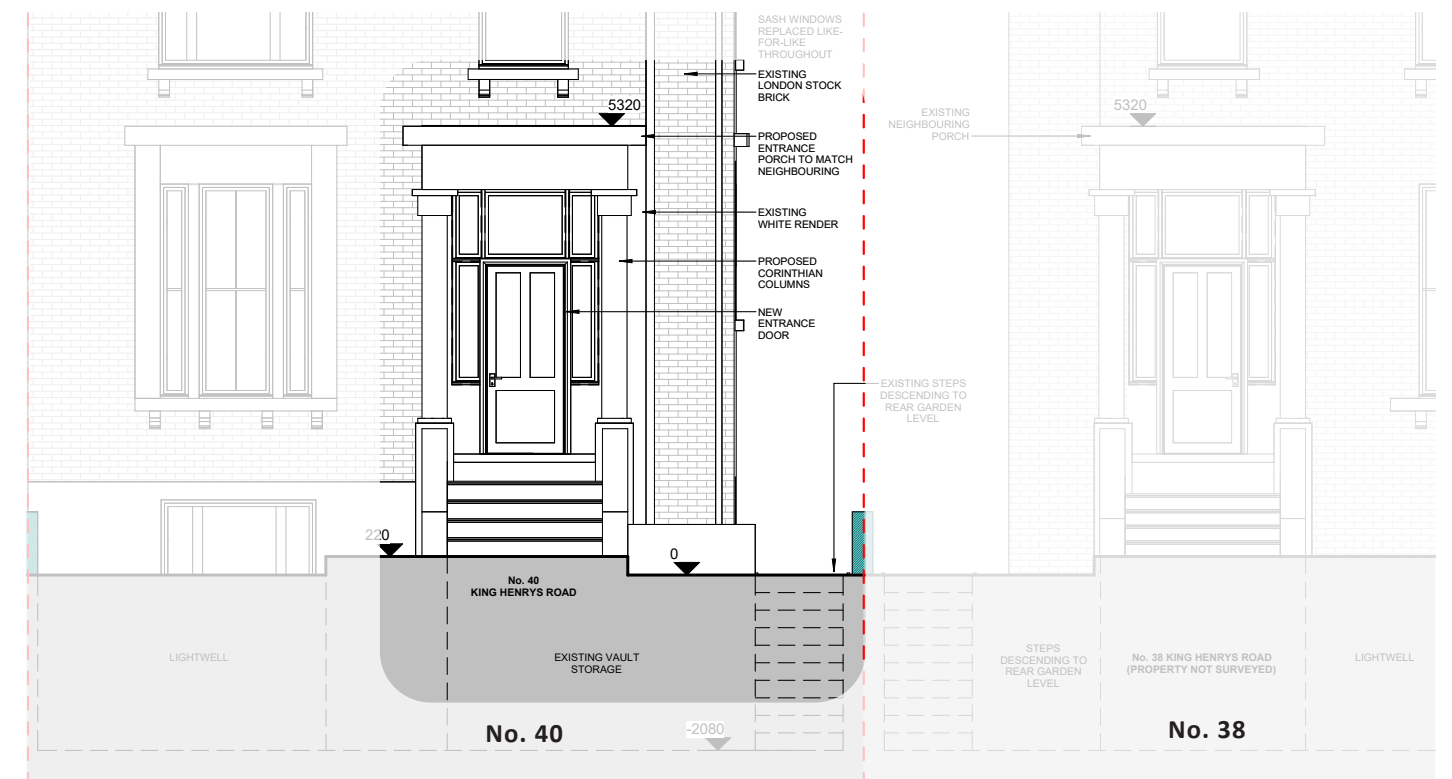 SASH WINDOWS
REPLACED LIKE-
FOR-LIKE
THROUGHOUT
EXISTING
LONDON STOCK
BRICK
5320
PROPOSED
ENTRANCE
PORCH TO MATCH
NEIGHBOURING
EXISTING
WHITE RENDER
PROPOSED
CORINTHIAN
COLUMNS
NEW
ENTRANCE
DOOR
EXISTING
NEIGHBOURING
PORCH
5320
EXISTING STEPS
DESCENDING TO
REAR GARDEN
LEVEL
220
0
No. 40
KING HENRYS ROAD
LIGHTWELL
EXISTING VAULT
STORAGE
STEPS
DESCENDING TO
REAR GARDEN
LEVEL
No. 38 KING HENRYS ROAD
(PROPERTY NOT SURVEYED)
LIGHTWELL
No. 40
-2080
No. 38